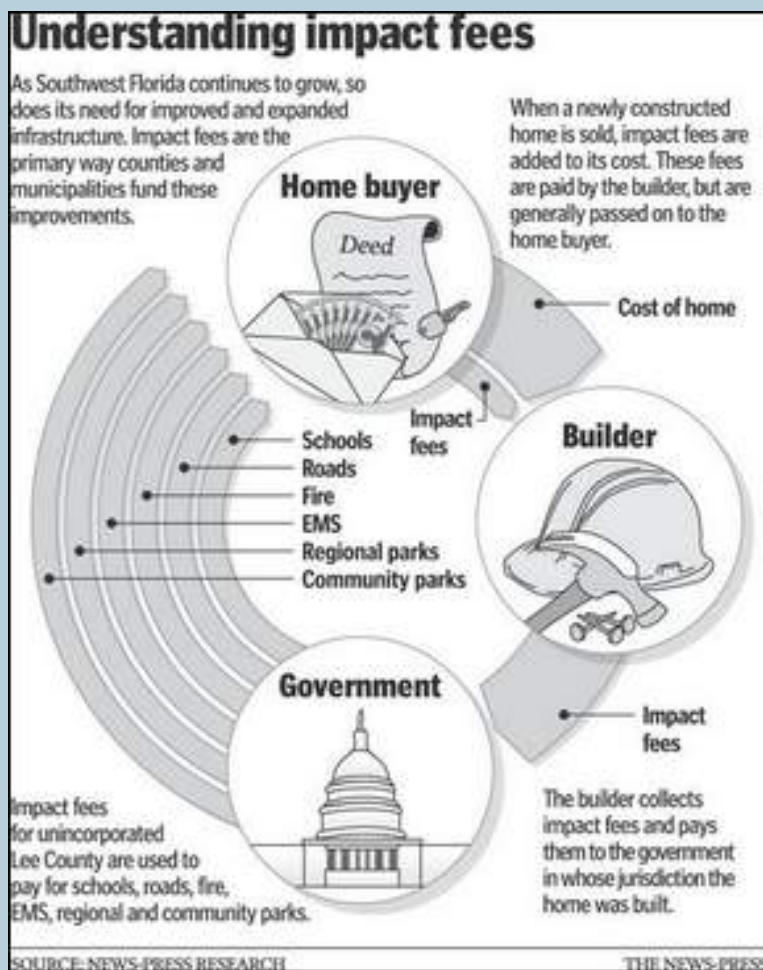 Understanding impact fees
As Southwest Florida continues to grow, so
does its need for improved and expanded
infrastructure. Impact fees are the
primary way counties and
municipalities fund these
improvements.
When a newly constructed
home is sold, impact fees are
added to its cost. These fees
are paid by the builder, but are
generally passed on to the
home buyer.
Home buyer
Deed
Cost of home
Impact
fees
Builder
Schools
Roads
Fire
EMS
Regional parks
Community parks
Government
Impact
fees
Impact fees
for unincorporated
Lee County are used to
pay for schools, roads, fire,
EMS, regional and community parks.
The builder collects
impact fees and pays
them to the government
in whose jurisdiction the
home was built.
SOURCE: NEWS-PRESS RESEARCH
THE NEWS-PRESS